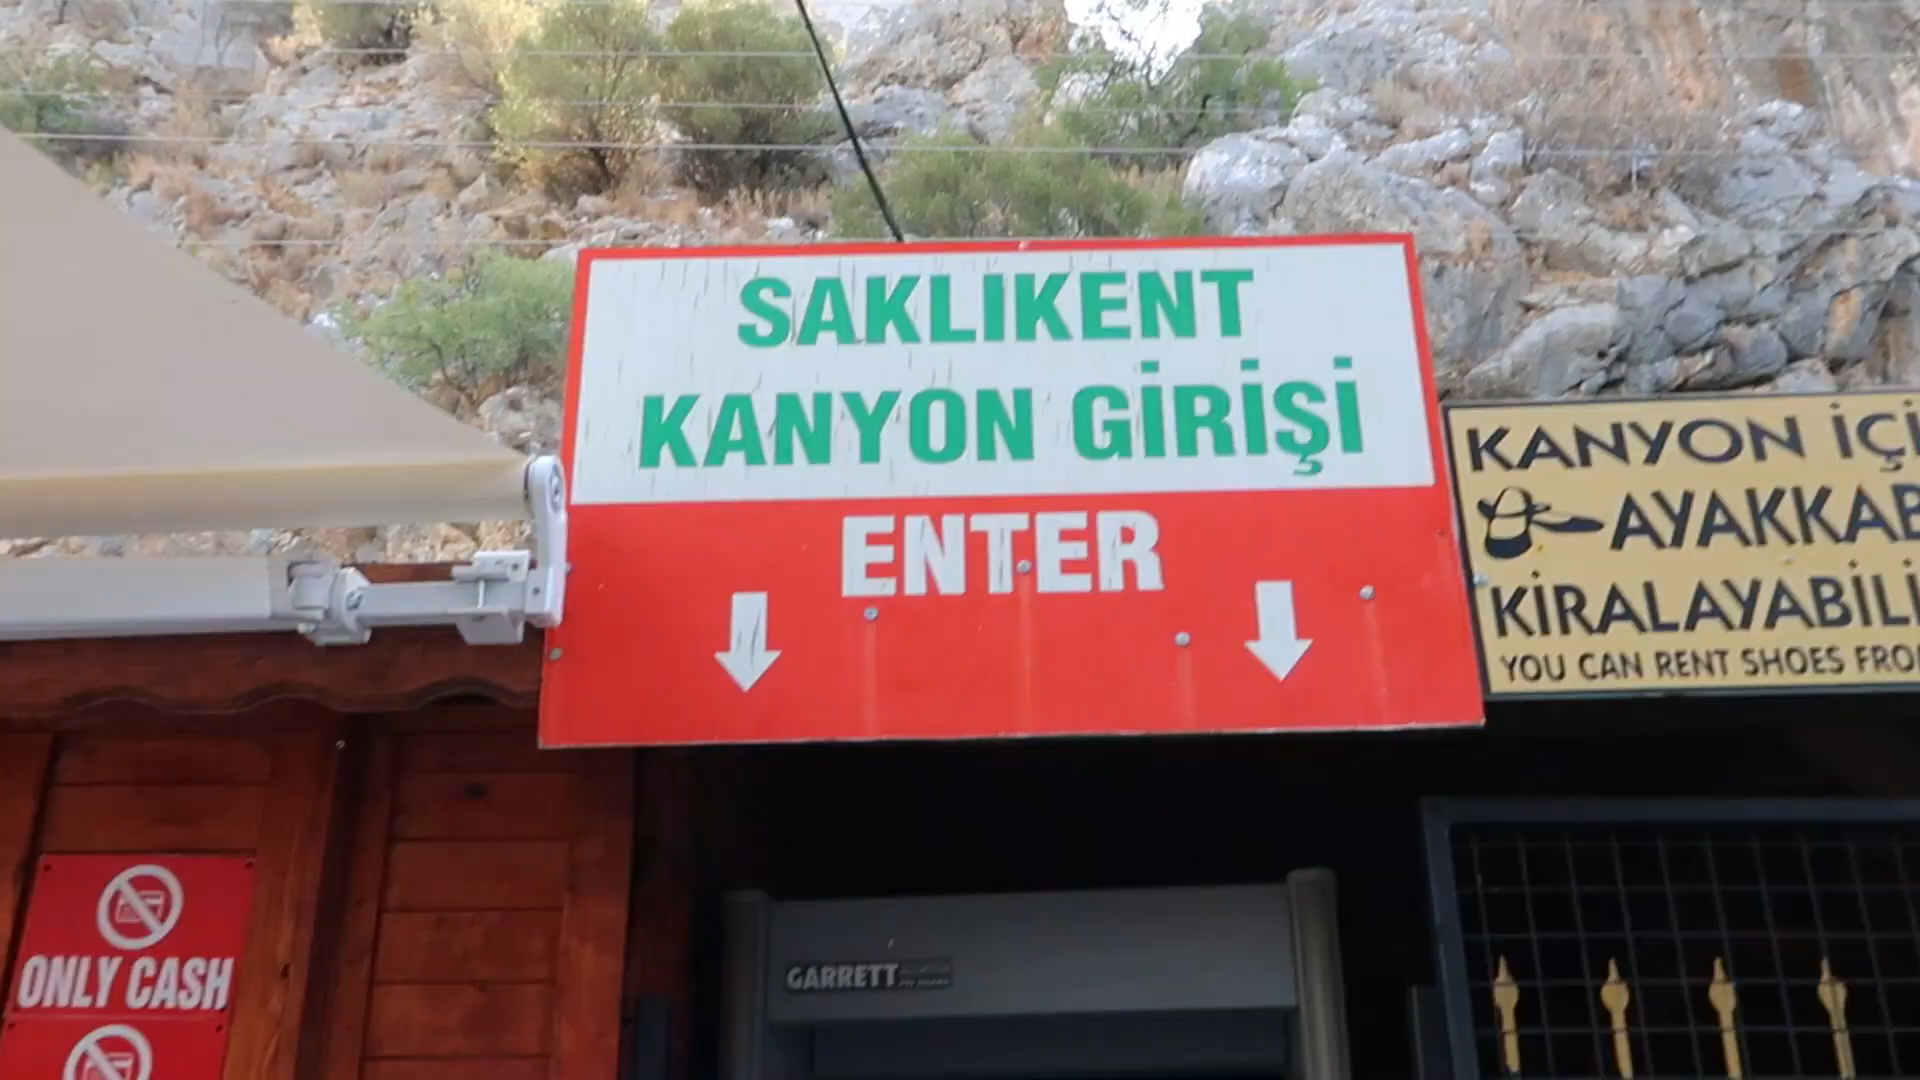 SAKLIKENT
KANYON GİRİŞİ
ENTER
KANYON İÇİ
AYAKKAB
KİRALAYABİLİ
YOU CAN RENT SHOES FRO
ONLY CASH
GARRETT